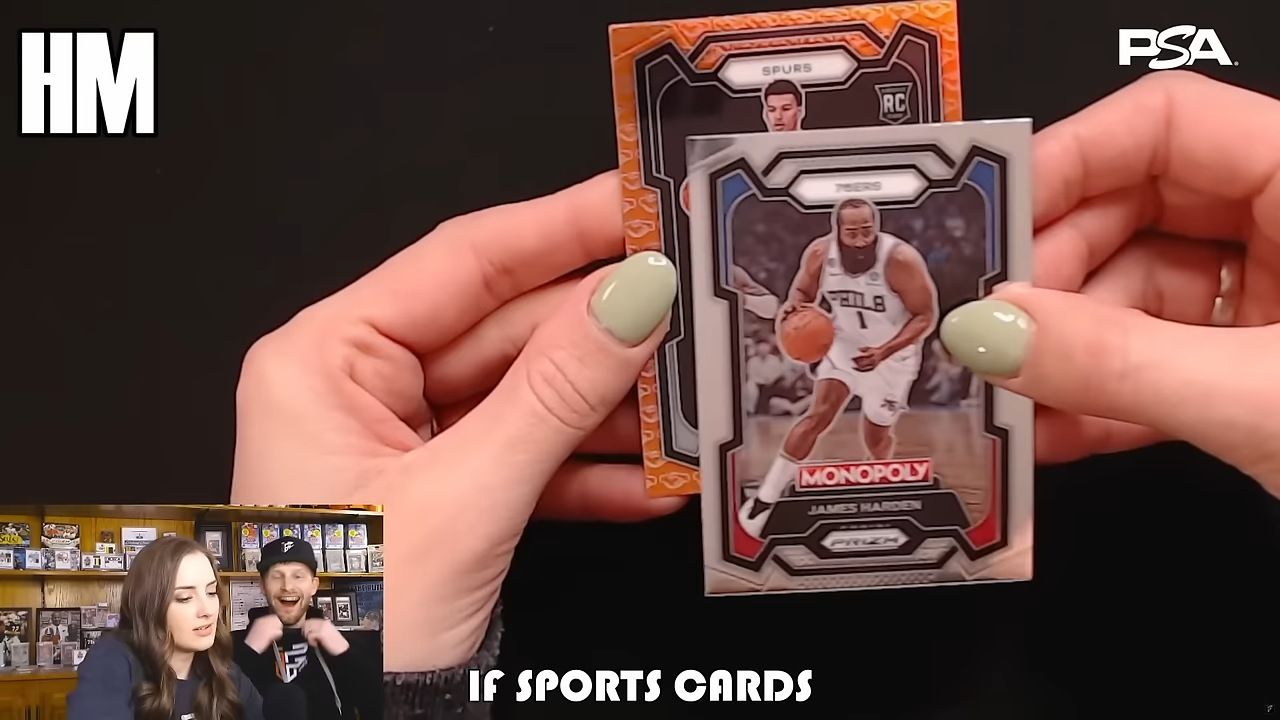 HM
PSA
SPURS
RC
76ERS
PHILA
1
MONOPOLY
JAMES HARDEN
PRIZM
IF SPORTS CARDS